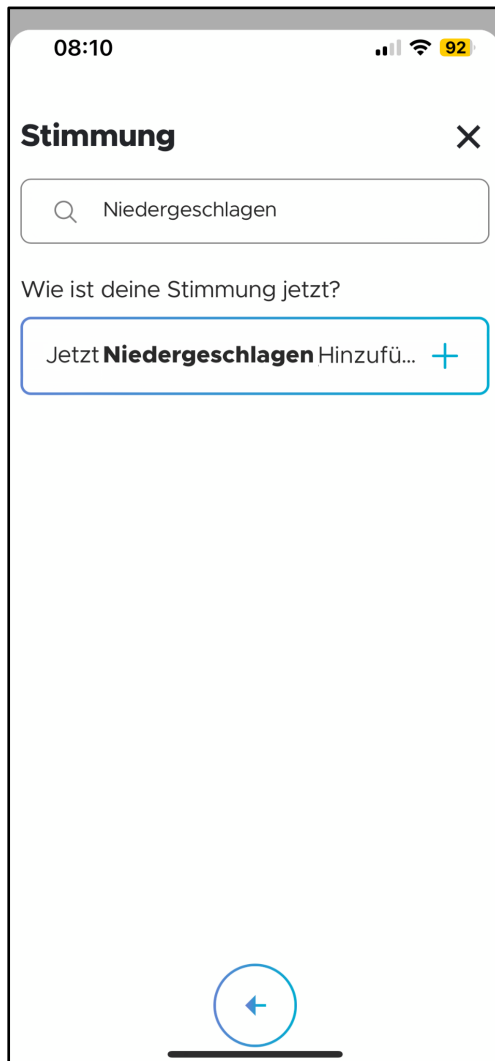 08:10
92
Stimmung
Niedergeschlagen
Wie ist deine Stimmung jetzt?
Jetzt Niedergeschlagen Hinzufü...